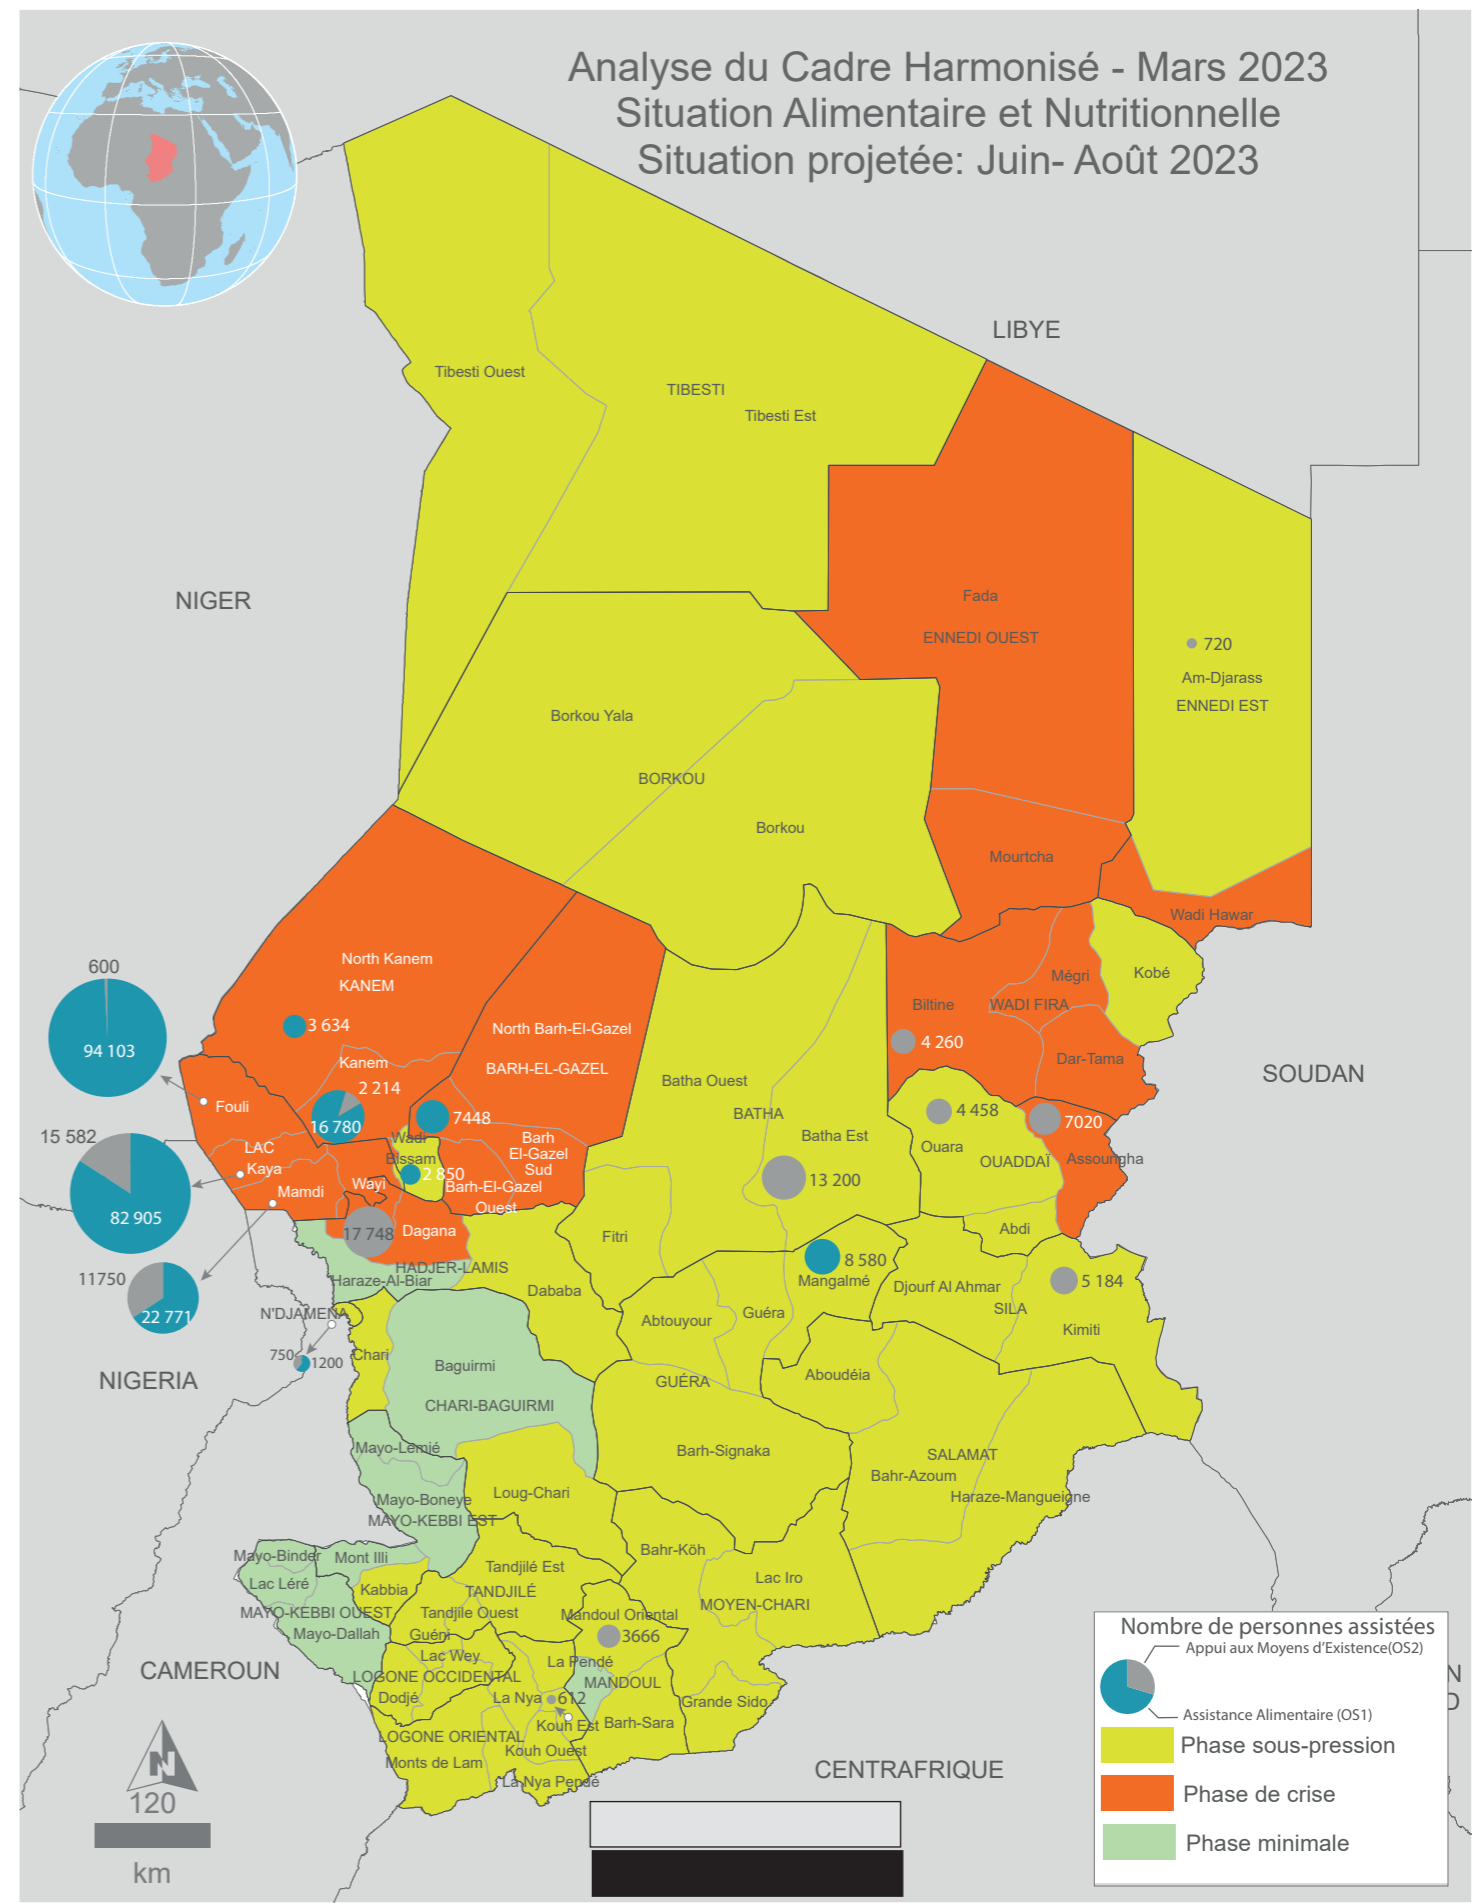 Analyse du Cadre Harmonisé - Mars 2023
Situation Alimentaire et Nutritionnelle
Situation projetée: Juin- Août 2023
LIBYE
Tibesti Ouest
TIBESTI
Tibesti Est
NIGER
Fada
ENNEDI OUEST
720
Am-Djarass
ENNEDI EST
Borkou Yala
BORKOU
Borkou
Mourtcha
Wadi Hawar
North Kanem
KANEM
3 634
Kanem
2 214
16 780
North Barh-El-Gazel
BARH-EL-GAZEL
7448
Barh
El-Gazel
Sud
Barh-El-Gazel
Ouest
Wadi
Bissam
2 850
600
94 103
Fouli
15 582
82 905
LAC
Kaya
Mamdi
Wayi
11750
22 771
17 748
Dagana
HADJER-LAMIS
Haraze-Al-Biar
N'DJAMENA
750
1200
NIGERIA
Chari
Mégri
Kobé
Biltine
WADI FIRA
4 260
Dar-Tama
SOUDAN
Batha Ouest
BATHA
Batha Est
13 200
4 458
Ouara
OUADDAÏ
7020
Assoungha
Abdi
Fitri
Dababa
8 580
Mangalmé
Djourf Al Ahmar
5 184
SILA
Kimiti
Abtouyour
Guéra
GUÉRA
Aboudéia
Baguirmi
CHARI-BAGUIRMI
Barh-Signaka
SALAMAT
Bahr-Azoum
Haraze-Mangueigne
Mayo-Lemié
Mayo-Boneye
MAYO-KEBBI EST
Loug-Chari
Mayo-Binder
Mont Illi
Lac Léré
Kabbia
MAYO-KEBBI OUEST
Mayo-Dallah
Tandjilé Est
TANDJILÉ
Tandjile Ouest
Guéni
Bahr-Köh
Lac Iro
MOYEN-CHARI
Mandoul Oriental
3666
CAMEROUN
Lac Wey
LOGONE OCCIDENTAL
Dodjé
La Pendé
MANDOUL
La Nya
612
Grande Sido
Kouh Est
Barh-Sara
LOGONE ORIENTAL
Kouh Ouest
Monts de Lam
La Nya Pendé
CENTRAFRIQUE
N
120
km
Nombre de personnes assistées
Appui aux Moyens d'Existence(OS2)
Assistance Alimentaire (OS1)
Phase sous-pression
Phase de crise
Phase minimale
N
D